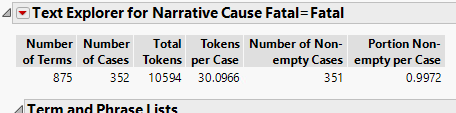 Text Explorer for Narrative Cause Fatal=Fatal
Number Number Total Tokens Number of Non- Portion Non-
of Terms of Cases Tokens per Case empty Cases empty per Case
875 352 10594 30.0966 351 0.9972
Term and Phrase Lists